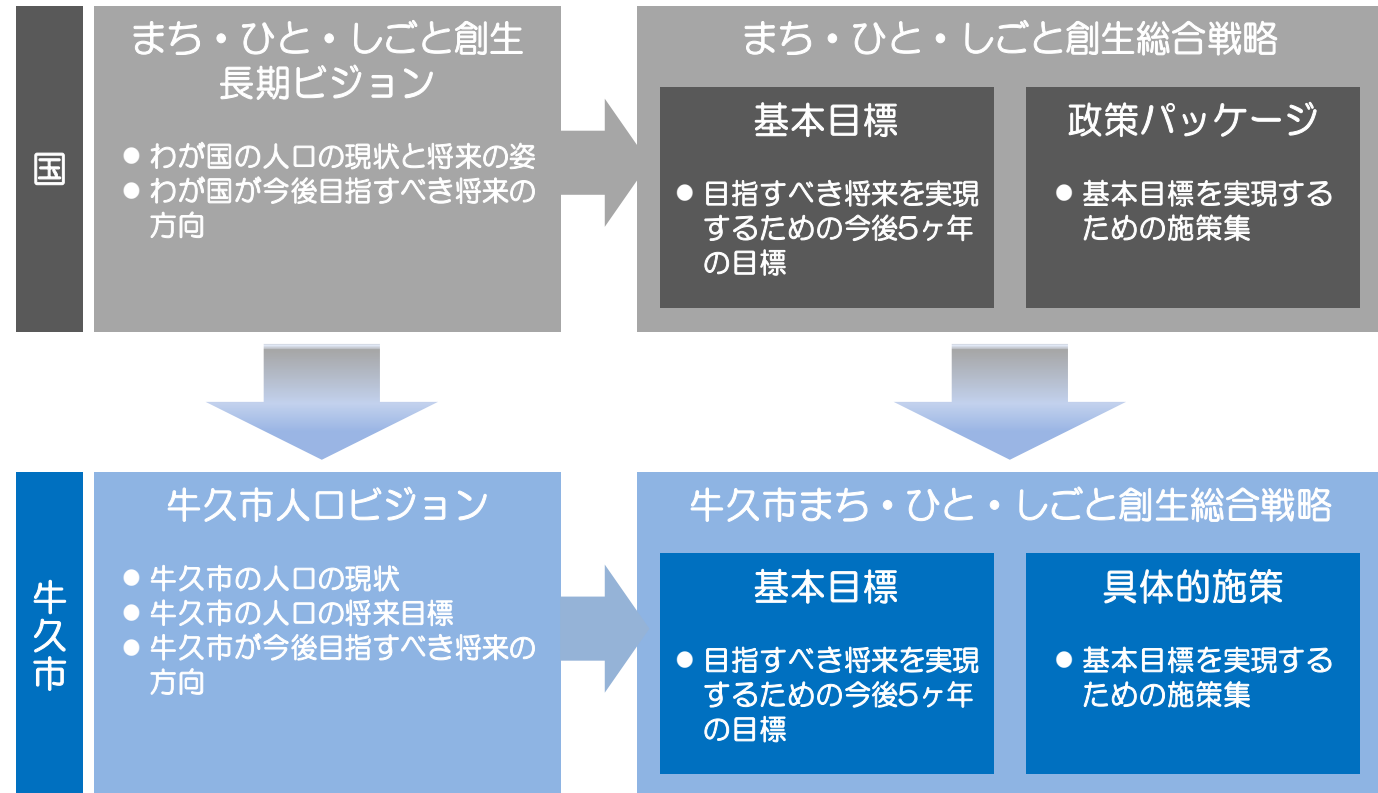 国
まち・ひと・しごと創生
長期ビジョン
● わが国の人口の現状と将来の姿
● わが国が今後目指すべき将来の
方向
まち・ひと・しごと創生総合戦略
基本目標
● 目指すべき将来を実現
するための今後5ヶ年
の目標
政策パッケージ
● 基本目標を実現する
ための施策集
牛久市
牛久市人口ビジョン
● 牛久市の人口の現状
● 牛久市の人口の将来目標
● 牛久市が今後目指すべき将来の
方向
牛久市まち・ひと・しごと創生総合戦略
基本目標
● 目指すべき将来を実現
するための今後5ヶ年
の目標
具体的施策
● 基本目標を実現する
ための施策集